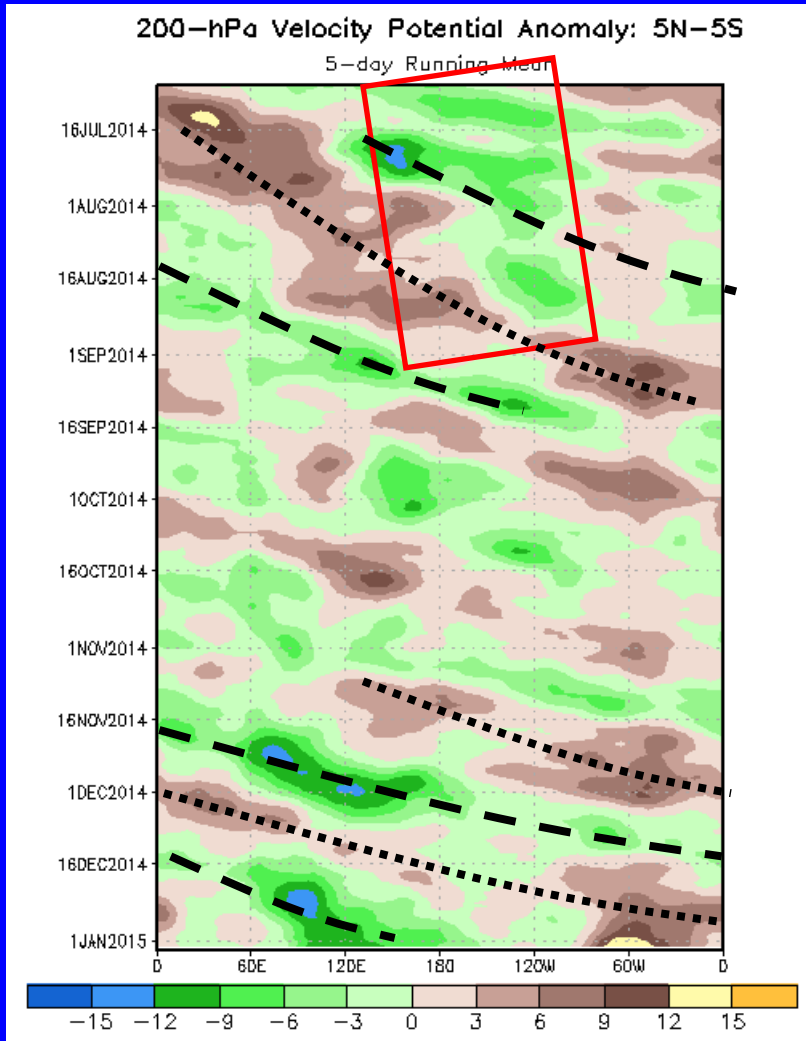 200-hPa Velocity Potential Anomaly: 5N-5S
5-day Running Mean
16JUL2014
1AUG2014
16AUG2014
1SEP2014
16SEP2014
1OCT2014
16OCT2014
1NOV2014
16NOV2014
1DEC2014
16DEC2014
1JAN2015
0 60E 120E 180 120W 60W 0
-15 -12 -9 -6 -3 0 3 6 9 12 15